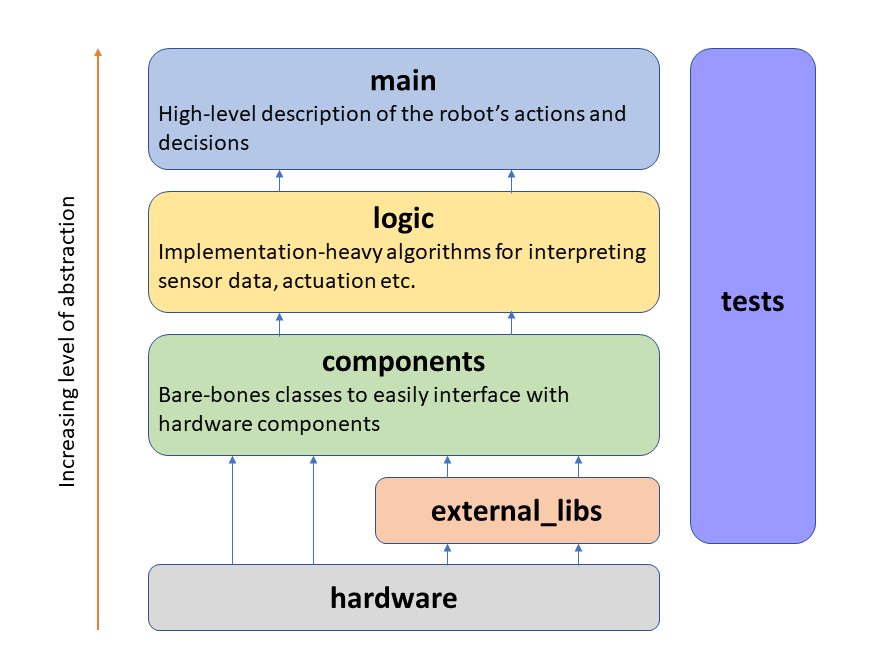 main
High-level description of the robot’s actions and
decisions
logic
Implementation-heavy algorithms for interpreting
sensor data, actuation etc.
components
Bare-bones classes to easily interface with
hardware components
external_libs
hardware
tests
Increasing level of abstraction